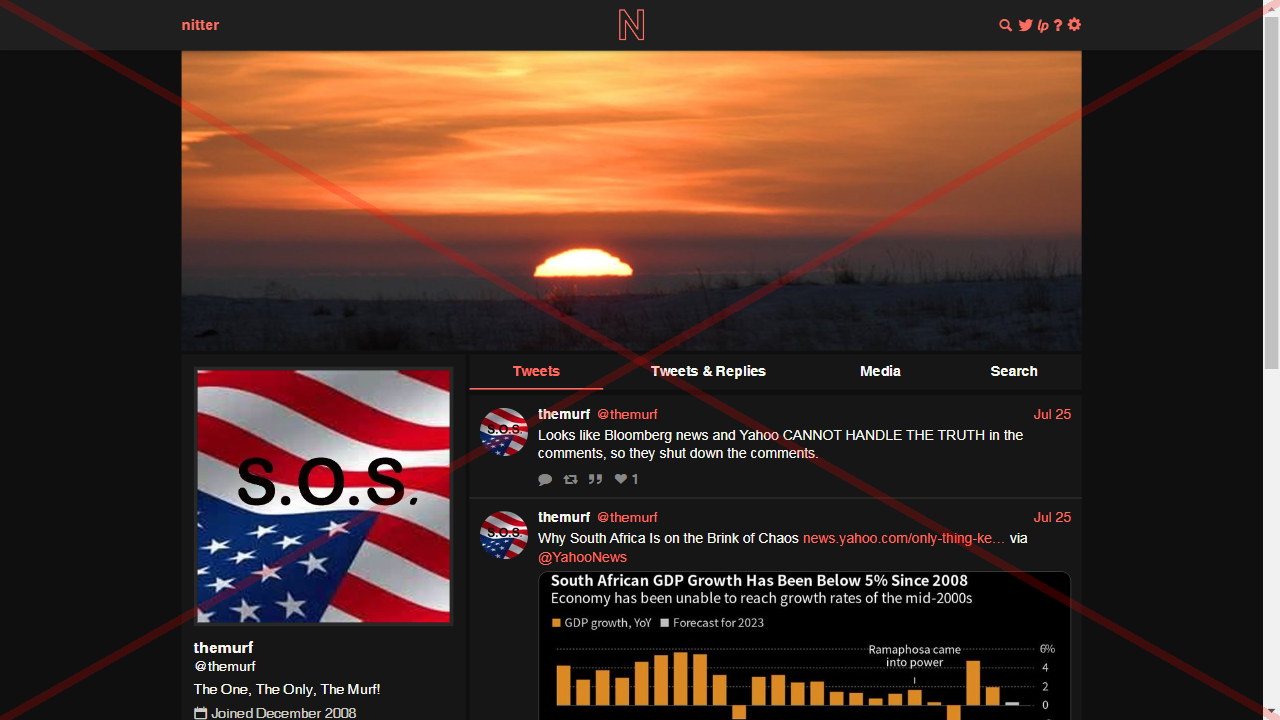 nitter
N
lp ?
S.O.S.
themurf
@themurf
The One, The Only, The Murf!
Joined December 2008
Tweets Tweets & Replies Media Search
S.O.S.
themurf @themurf Jul 25
Looks like Bloomberg news and Yahoo CANNOT HANDLE THE TRUTH in the
comments, so they shut down the comments.
1
S.O.S.
themurf @themurf Jul 25
Why South Africa Is on the Brink of Chaos news.yahoo.com/only-thing-ke… via
@YahooNews
South African GDP Growth Has Been Below 5% Since 2008
Economy has been unable to reach growth rates of the mid-2000s
GDP growth, YoY Forecast for 2023
Ramaphosa came
into power
6%
4
2
0